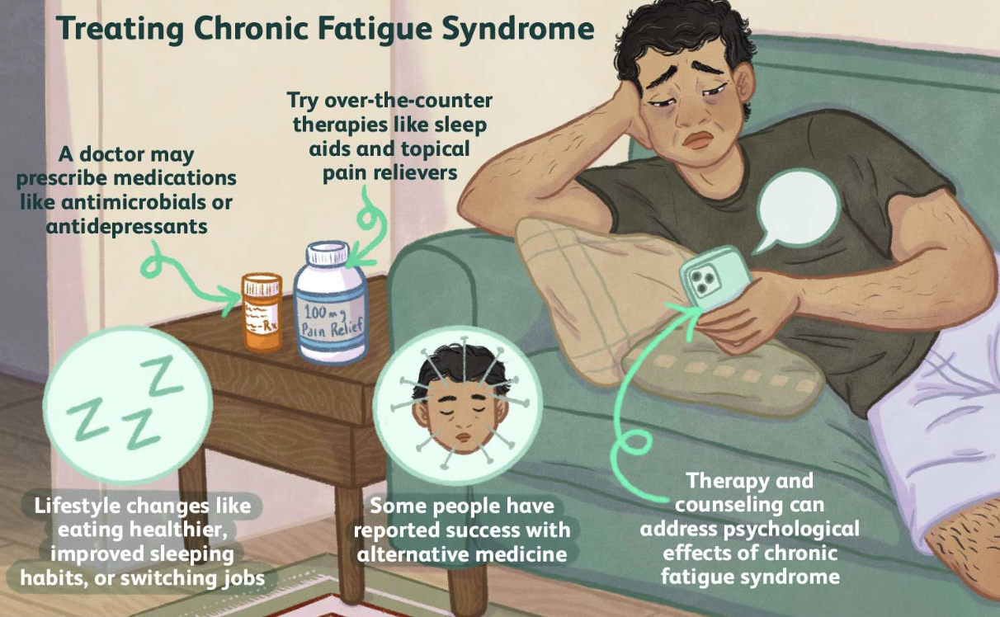 Treating Chronic Fatigue Syndrome
Try over-the-counter
therapies like sleep
aids and topical
pain relievers
A doctor may
prescribe medications
like antimicrobials or
antidepressants
Rx
100mg
Pain Relief
Z
Z
Z
Lifestyle changes like
eating healthier,
improved sleeping
habits, or switching jobs
Some people have
reported success with
alternative medicine
Therapy and
counseling can
address psychological
effects of chronic
fatigue syndrome